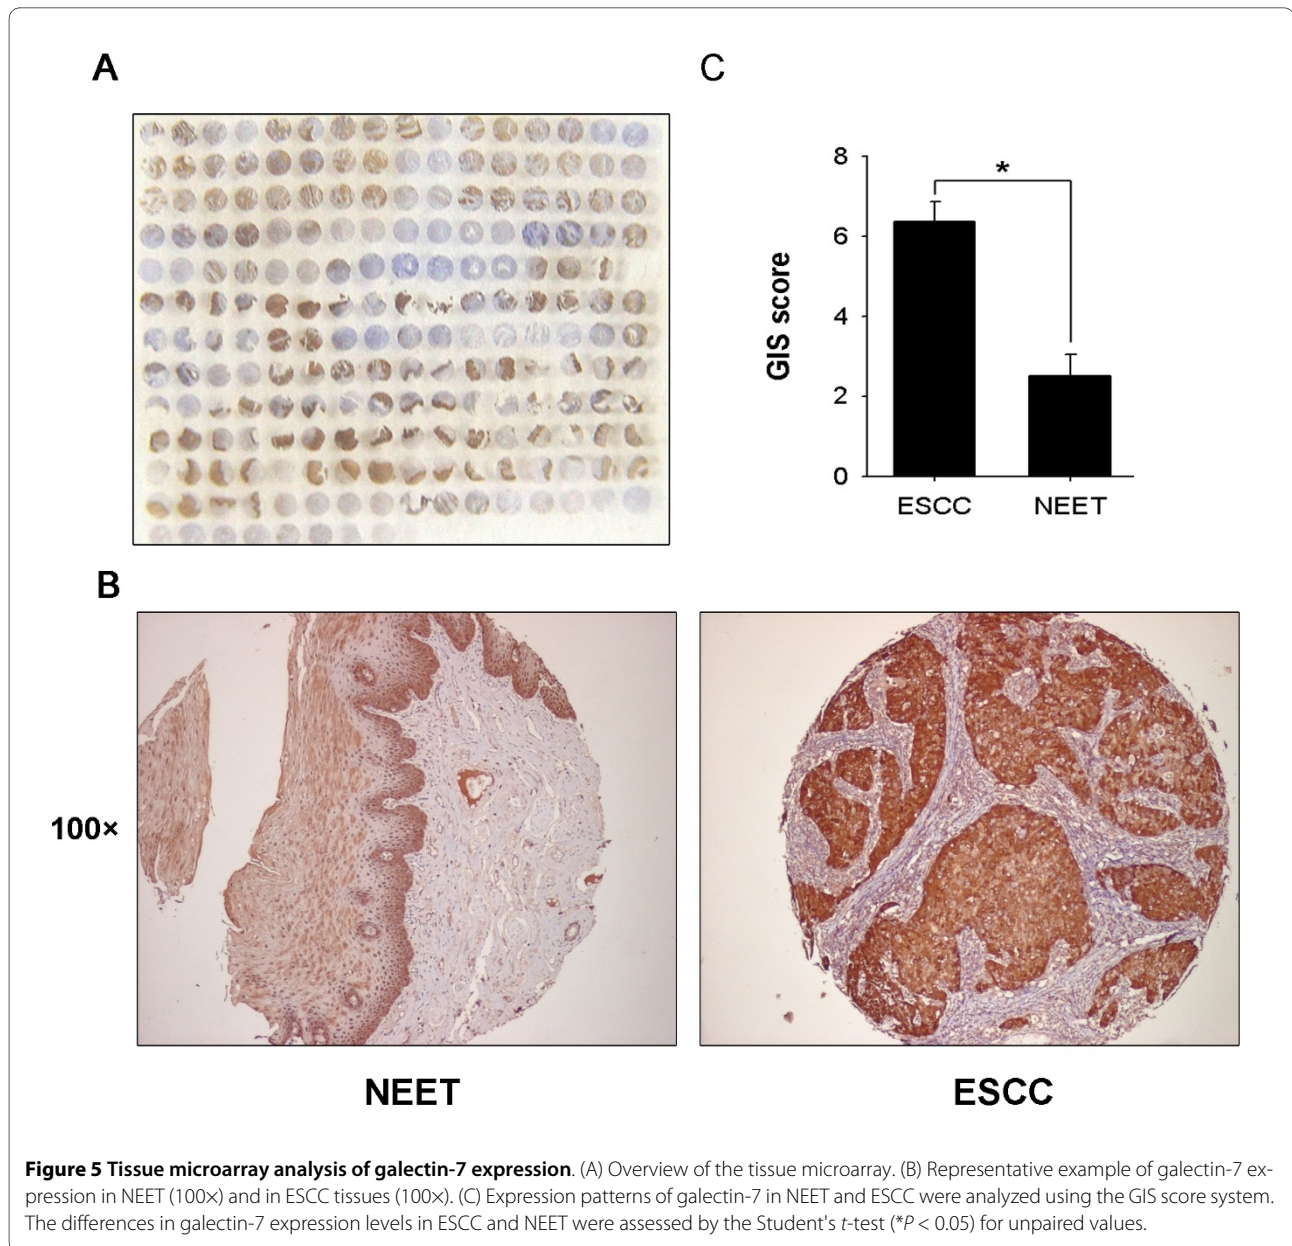 A
C
8
6
4
2
0
GIS score
*
ESCC
NEET
B
100×
NEET
ESCC
Figure 5 Tissue microarray analysis of galectin-7 expression. (A) Overview of the tissue microarray. (B) Representative example of galectin-7 ex-
pression in NEET (100×) and in ESCC tissues (100×). (C) Expression patterns of galectin-7 in NEET and ESCC were analyzed using the GIS score system.
The differences in galectin-7 expression levels in ESCC and NEET were assessed by the Student's t-test (*P < 0.05) for unpaired values.